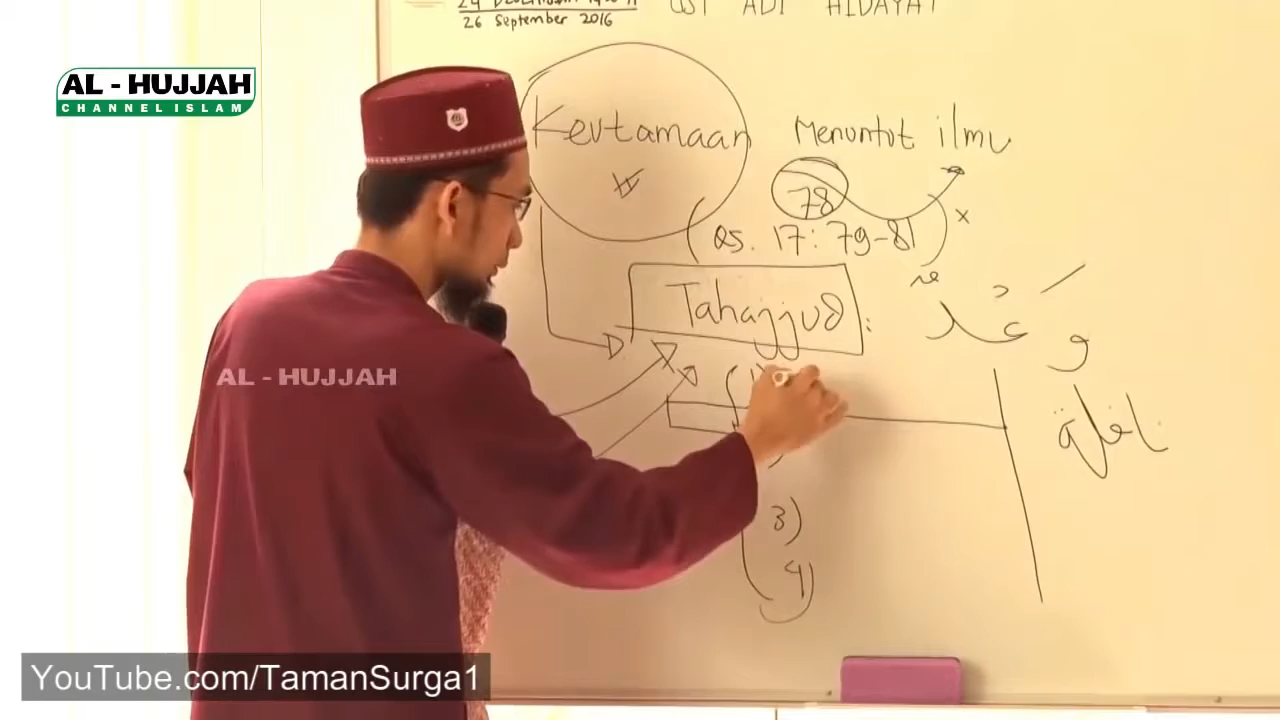 26 September 2016
UST ADI HIDAYAT
AL - HUJJAH
CHANNEL ISLAM
Keutamaan Menuntut ilmu
78
(QS. 17: 79-81) x
Tahajjud :
AL - HUJJAH
1)
3)
4)
YouTube.com/TamanSurga1